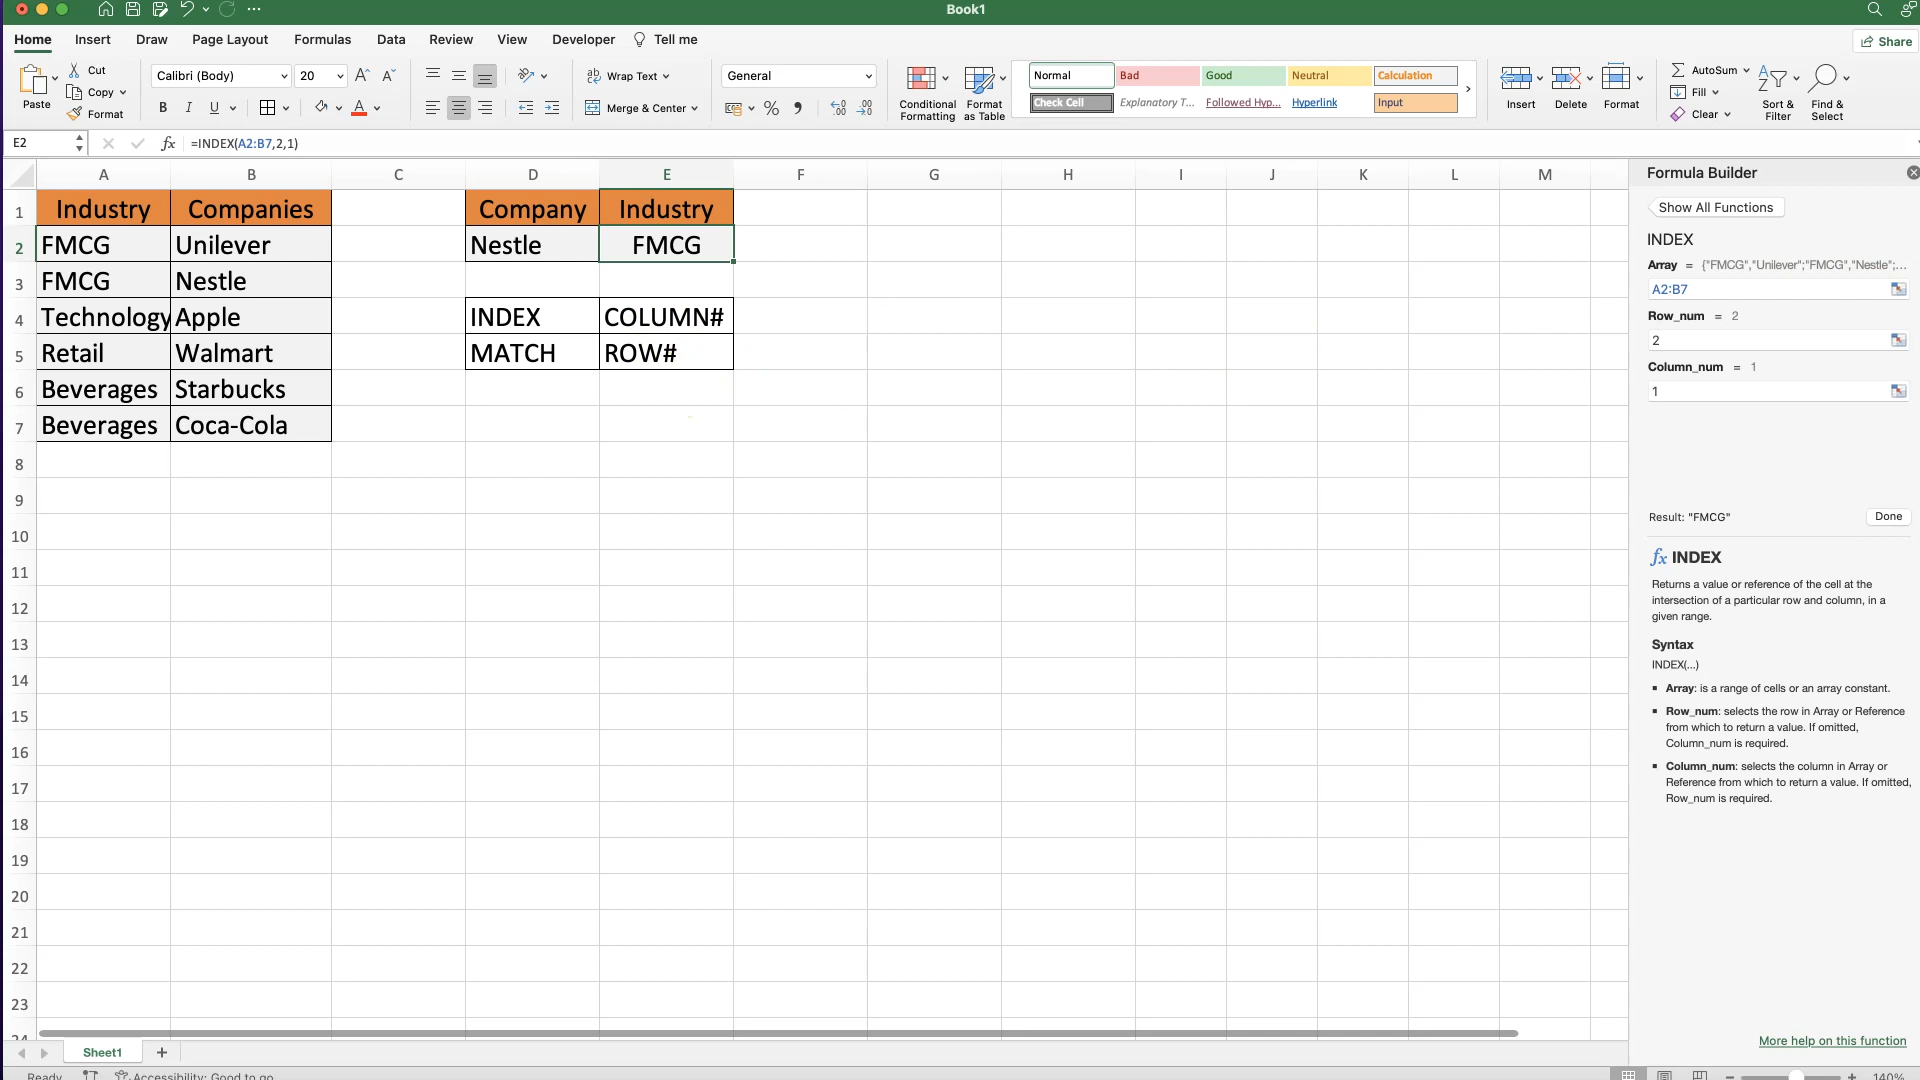 Book1
Home Insert Draw Page Layout Formulas Data Review View Developer Tell me Share
Paste Cut Copy Format
Calibri (Body) 20
B I U
Wrap Text
Merge & Center
General
Conditional Formatting
Format as Table
Normal Bad Good Neutral Calculation
Check Cell Explanatory T... Followed Hyp... Hyperlink Input
Insert Delete Format
AutoSum
Fill
Clear
Sort & Filter
Find & Select
E2 fx =INDEX(A2:B7,2,1)
A B C D E F G H I J K L M
1 Industry Companies Company Industry
2 FMCG Unilever Nestle FMCG
3 FMCG Nestle
4 Technology Apple INDEX COLUMN#
5 Retail Walmart MATCH ROW#
6 Beverages Starbucks
7 Beverages Coca-Cola
8
9
10
11
12
13
14
15
16
17
18
19
20
21
22
23
24
Formula Builder
Show All Functions
INDEX
Array = {"FMCG","Unilever";"FMCG","Nestle";...
A2:B7
Row_num = 2
2
Column_num = 1
1
Result: "FMCG" Done
fx INDEX
Returns a value or reference of the cell at the
intersection of a particular row and column, in a
given range.
Syntax
INDEX(...)
Array: is a range of cells or an array constant.
Row_num: selects the row in Array or Reference
from which to return a value. If omitted,
Column_num is required.
Column_num: selects the column in Array or
Reference from which to return a value. If omitted,
Row_num is required.
More help on this function
Sheet1
Ready Accessibility: Good to go 140%